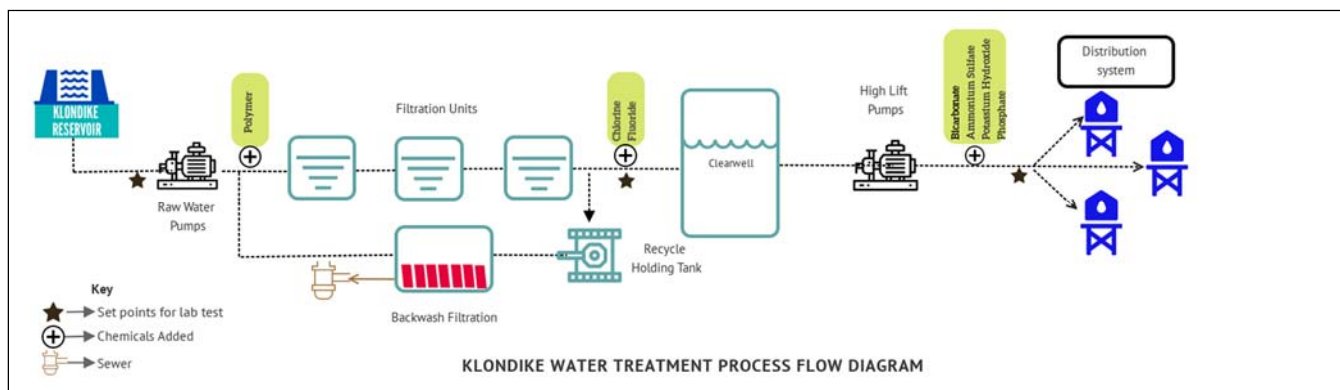 KLONDIKE
RESERVOIR
Raw Water
Pumps
Polymer
Filtration Units
Chlorine
Fluoride
Clearwell
High Lift
Pumps
Bicarbonate
Ammonium Sulfate
Potasstum Hydroxide
Phosphate
Distribution
system
Recycle
Holding Tank
Backwash Filtration
Key
Set points for lab test
Chemicals Added
Sewer
KLONDIKE WATER TREATMENT PROCESS FLOW DIAGRAM